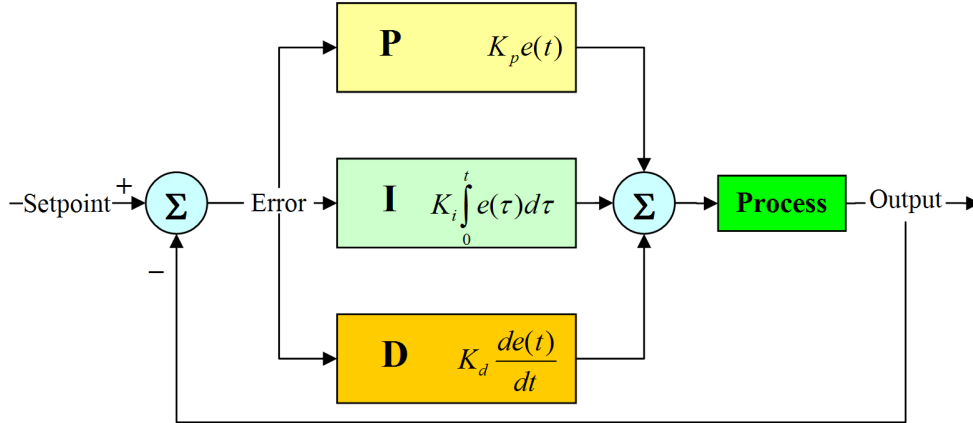 P K_p e(t)
+
Setpoint
Σ
Error
I K_i ∫_0^t e(τ)dτ
Σ
Process
Output
−
D K_d de(t)/dt